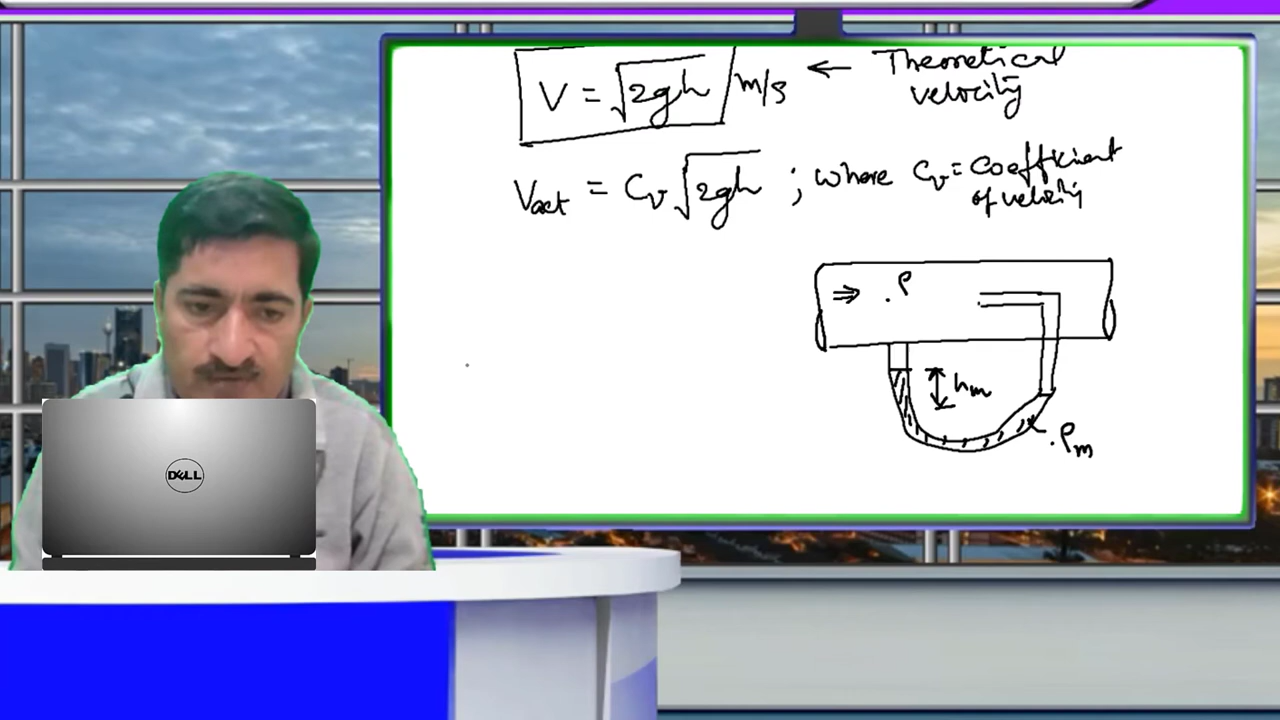 V = √2gh m/s ← Theoretical
velocity
Vact = Cv √2gh ; where Cv = coefficient
of velocity
⇒ .ρ
hm
.ρm
DELL